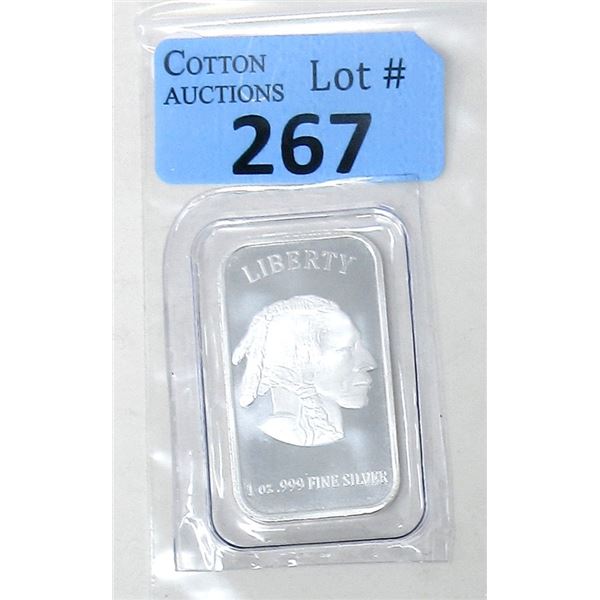 COTTON
AUCTIONS
Lot #
267
LIBERTY
1 oz .999 FINE SILVER